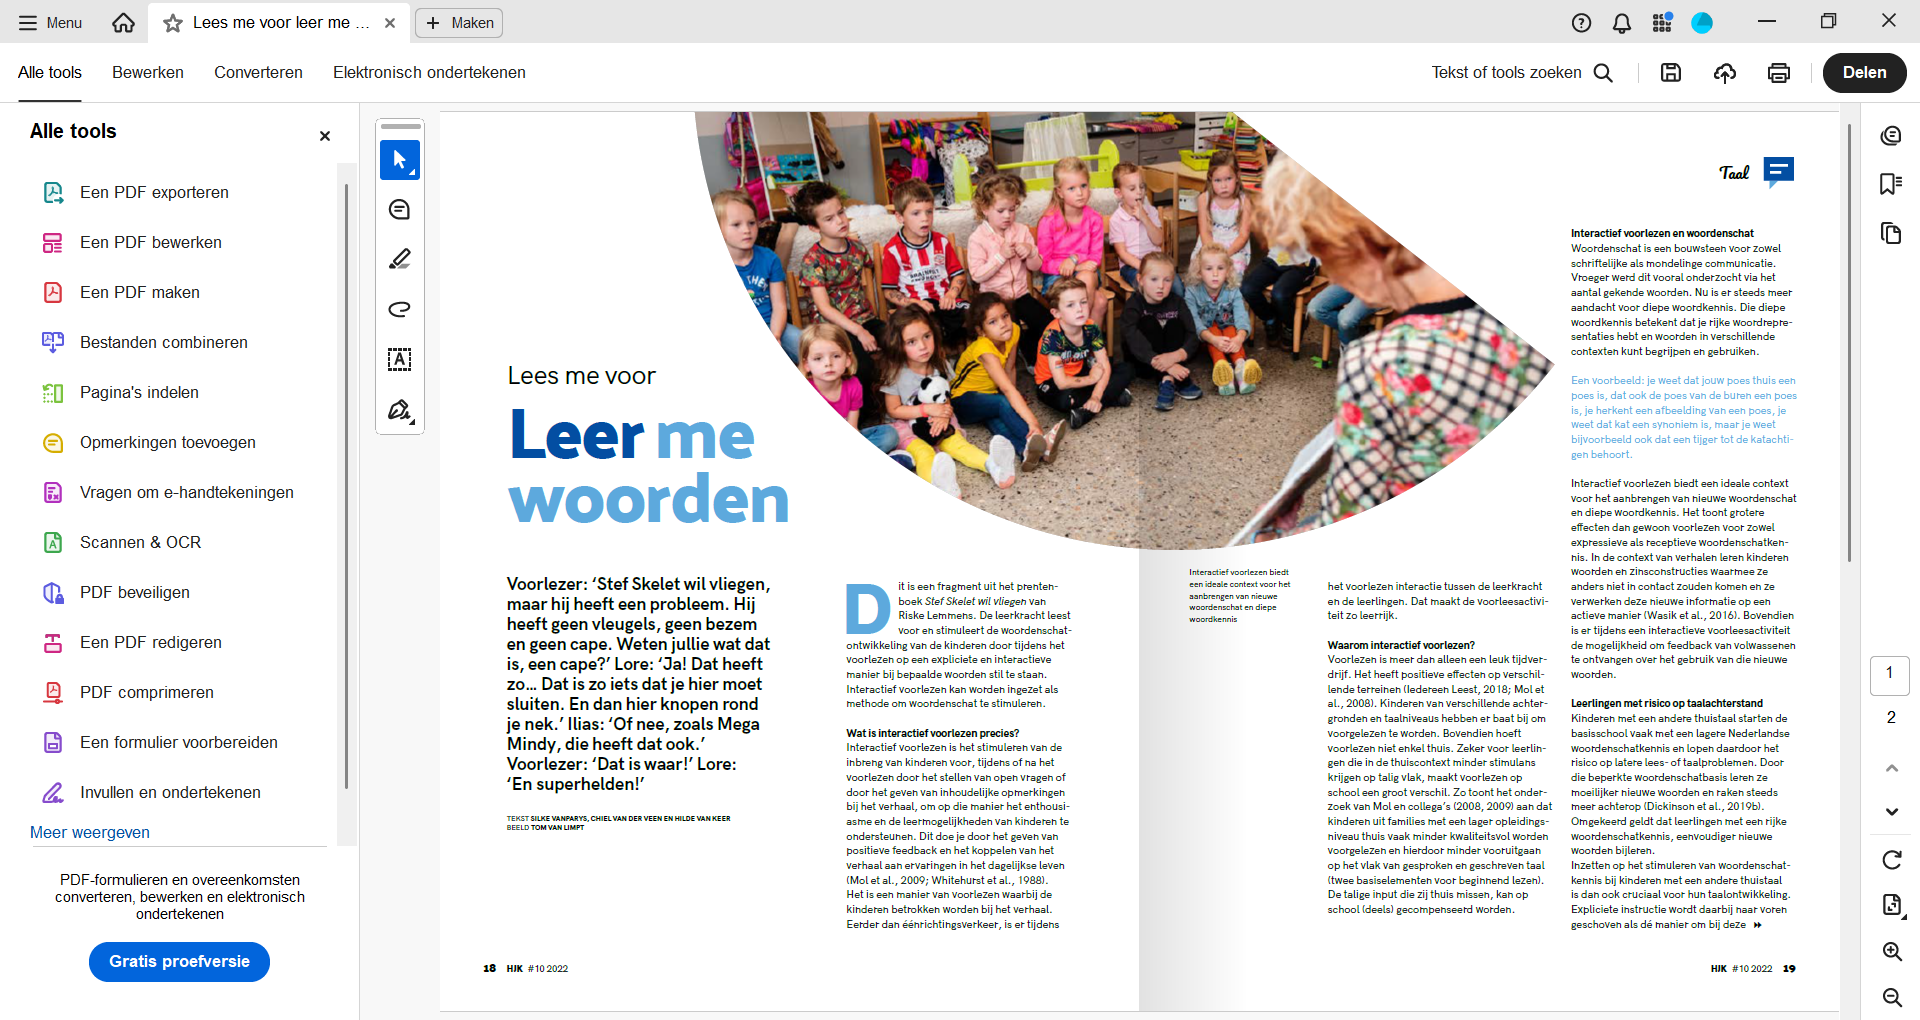 Menu
Lees me voor leer me ...
Maken
Alle tools
Bewerken
Converteren
Elektronisch ondertekenen
Tekst of tools zoeken
Delen
Alle tools
Een PDF exporteren
Een PDF bewerken
Een PDF maken
Bestanden combineren
Pagina's indelen
Opmerkingen toevoegen
Vragen om e-handtekeningen
Scannen & OCR
PDF beveiligen
Een PDF redigeren
PDF comprimeren
Een formulier voorbereiden
Invullen en ondertekenen
Meer weergeven
PDF-formulieren en overeenkomsten
converteren, bewerken en elektronisch
ondertekenen
Gratis proefversie
Lees me voor
Leer me
woorden
Voorlezer: ‘Stef Skelet wil vliegen,
maar hij heeft een probleem. Hij
heeft geen vleugels, geen bezem
en geen cape. Weten jullie wat dat
is, een cape?’ Lore: ‘Ja! Dat heeft
zo… Dat is zo iets dat je hier moet
sluiten. En dan hier knopen rond
je nek.’ Ilias: ‘Of nee, zoals Mega
Mindy, die heeft dat ook.’
Voorlezer: ‘Dat is waar!’ Lore:
‘En superhelden!’
TEKST SILKE VANPARYS, CHIEL VAN DER VEEN EN HILDE VAN KEER
BEELD TOM VAN LIMPT
Dit is een fragment uit het prenten-
boek Stef Skelet wil vliegen van
Riske Lemmens. De leerkracht leest
voor en stimuleert de woordenschat-
ontwikkeling van de kinderen door tijdens het
voorlezen op een expliciete en interactieve
manier bij bepaalde woorden stil te staan.
Interactief voorlezen kan worden ingezet als
methode om woordenschat te stimuleren.
Wat is interactief voorlezen precies?
Interactief voorlezen is het stimuleren van de
inbreng van kinderen voor, tijdens of na het
voorlezen door het stellen van open vragen of
door het geven van inhoudelijke opmerkingen
bij het verhaal, om op die manier het enthousi-
asme en de leermogelijkheden van kinderen te
ondersteunen. Dit doe je door het geven van
positieve feedback en het koppelen van het
verhaal aan ervaringen in het dagelijkse leven
(Mol et al., 2009; Whitehurst et al., 1988).
Het is een manier van voorlezen waarbij de
kinderen betrokken worden bij het verhaal.
Eerder dan éénrichtingsverkeer, is er tijdens
18 HJK #10 2022
Interactief voorlezen biedt
een ideale context voor het
aanbrengen van nieuwe
woordenschat en diepe
woordkennis
het voorlezen interactie tussen de leerkracht
en de leerlingen. Dat maakt de voorleesactivi-
teit zo leerrijk.
Waarom interactief voorlezen?
Voorlezen is meer dan alleen een leuk tijdver-
drijf. Het heeft positieve effecten op verschil-
lende terreinen (Iedereen Leest, 2018; Mol et
al., 2008). Kinderen van verschillende achter-
gronden en taalniveaus hebben er baat bij om
voorgelezen te worden. Bovendien hoeft
voorlezen niet enkel thuis. Zeker voor leerlin-
gen die in de thuiscontext minder stimulans
krijgen op talig vlak, maakt voorlezen op
school een groot verschil. Zo toont het onder-
zoek van Mol en collega’s (2008, 2009) aan dat
kinderen uit families met een lager opleidings-
niveau thuis vaak minder kwaliteitsvol worden
voorgelezen en hierdoor minder vooruitgaan
op het vlak van gesproken en geschreven taal
(twee basiselementen voor beginnend lezen).
De talige input die zij thuis missen, kan op
school (deels) gecompenseerd worden.
Taal
Interactief voorlezen en woordenschat
Woordenschat is een bouwsteen voor zowel
schriftelijke als mondelinge communicatie.
Vroeger werd dit vooral onderzocht via het
aantal gekende woorden. Nu is er steeds meer
aandacht voor diepe woordkennis. Die diepe
woordkennis betekent dat je rijke woordrepre-
sentaties hebt en woorden in verschillende
contexten kunt begrijpen en gebruiken.
Een voorbeeld: je weet dat jouw poes thuis een
poes is, dat ook de poes van de buren een poes
is, je herkent een afbeelding van een poes, je
weet dat kat een synoniem is, maar je weet
bijvoorbeeld ook dat een tijger tot de katachti-
gen behoort.
Interactief voorlezen biedt een ideale context
voor het aanbrengen van nieuwe woordenschat
en diepe woordkennis. Het toont grotere
effecten dan gewoon voorlezen voor zowel
expressieve als receptieve woordenschatken-
nis. In de context van verhalen leren kinderen
woorden en zinsconstructies waarmee ze
anders niet in contact zouden komen en ze
verwerken deze nieuwe informatie op een
actieve manier (Wasik et al., 2016). Bovendien
is er tijdens een interactieve voorleesactiviteit
de mogelijkheid om feedback van volwassenen
te ontvangen over het gebruik van die nieuwe
woorden.
Leerlingen met risico op taalachterstand
Kinderen met een andere thuistaal starten de
basisschool vaak met een lagere Nederlandse
woordenschatkennis en lopen daardoor het
risico op latere lees- of taalproblemen. Door
die beperkte woordenschatbasis leren ze
moeilijker nieuwe woorden en raken steeds
meer achterop (Dickinson et al., 2019b).
Omgekeerd geldt dat leerlingen met een rijke
woordenschatkennis, eenvoudiger nieuwe
woorden bijleren.
Inzetten op het stimuleren van woordenschat-
kennis bij kinderen met een andere thuistaal
is dan ook cruciaal voor hun taalontwikkeling.
Expliciete instructie wordt daarbij naar voren
geschoven als dé manier om bij deze
HJK #10 2022 19
1
2